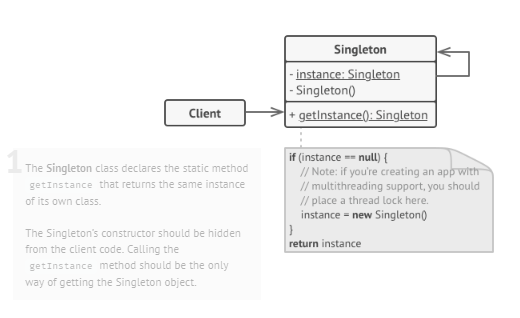 Singleton
- instance: Singleton
- Singleton()
+ getInstance(): Singleton
Client
1
The Singleton class declares the static method
getInstance that returns the same instance
of its own class.
The Singleton's constructor should be hidden
from the client code. Calling the
getInstance method should be the only
way of getting the Singleton object.
if (instance == null) {
// Note: if you're creating an app with
// multithreading support, you should
// place a thread lock here.
instance = new Singleton()
}
return instance